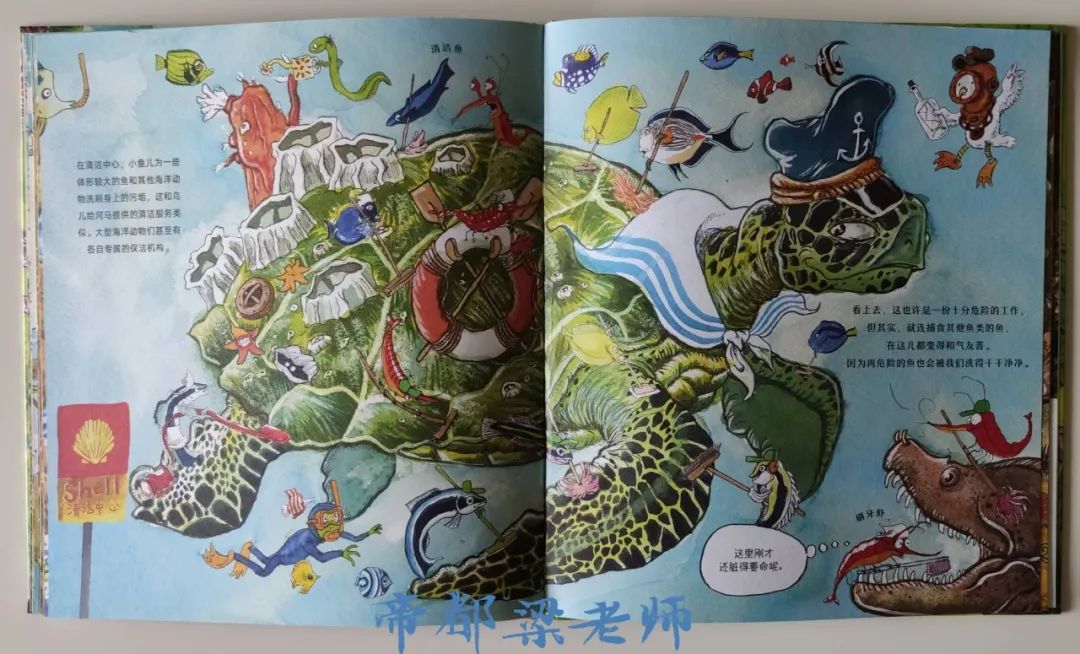 清洁鱼
在清洁中心，小鱼儿为一些
体形较大的鱼和其他海洋动
物洗刷身上的污垢，这和鸟
儿给河马提供的清洁服务类
似。大型海洋动物们甚至有
各自专属的保洁机构。
Shell
清洁中心
看上去，这也许是一份十分危险的工作，
但其实，就连捕食其他鱼类的鱼，
在这儿都变得和气友善。
因为再危险的鱼也会被我们洗得干干净净。
刷牙虾
这里刚才
还脏得要命呢。
帝都梁老师